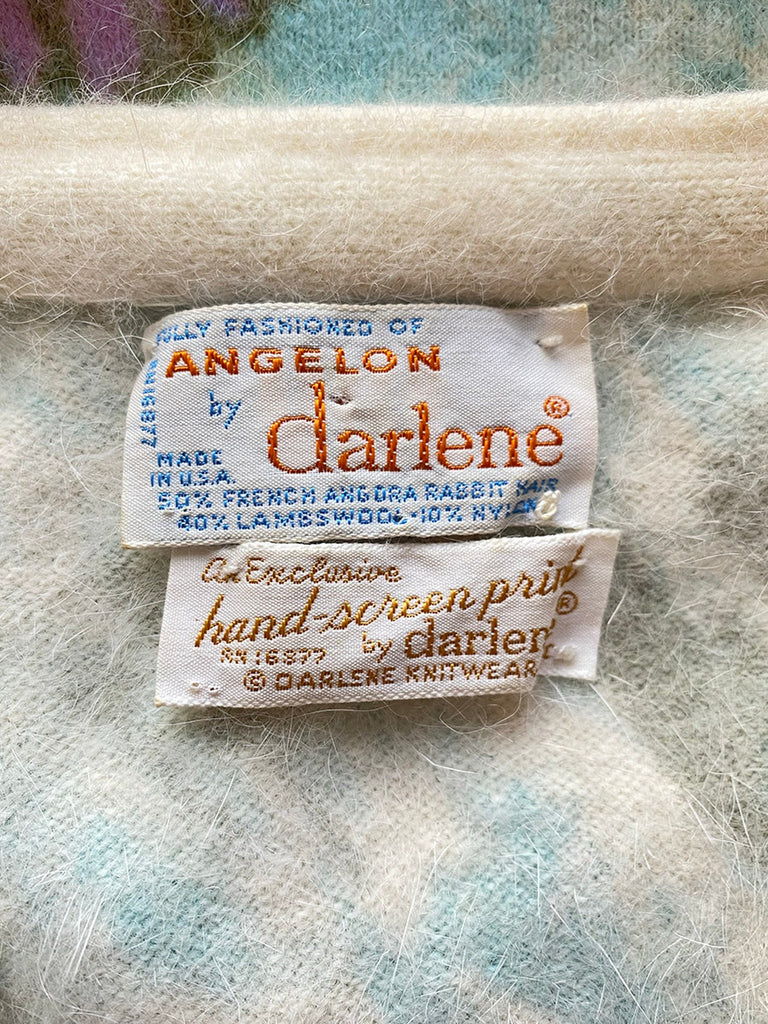 FULLY FASHIONED OF
ANGELON
RN16877
by
darlene®
MADE
IN U.S.A.
50% FRENCH ANGORA RABBIT HAIR
40% LAMBSWOOL·10% NYLON
An Exclusive
hand-screen print
by darlene®
RN 16877
© DARLENE KNITWEAR